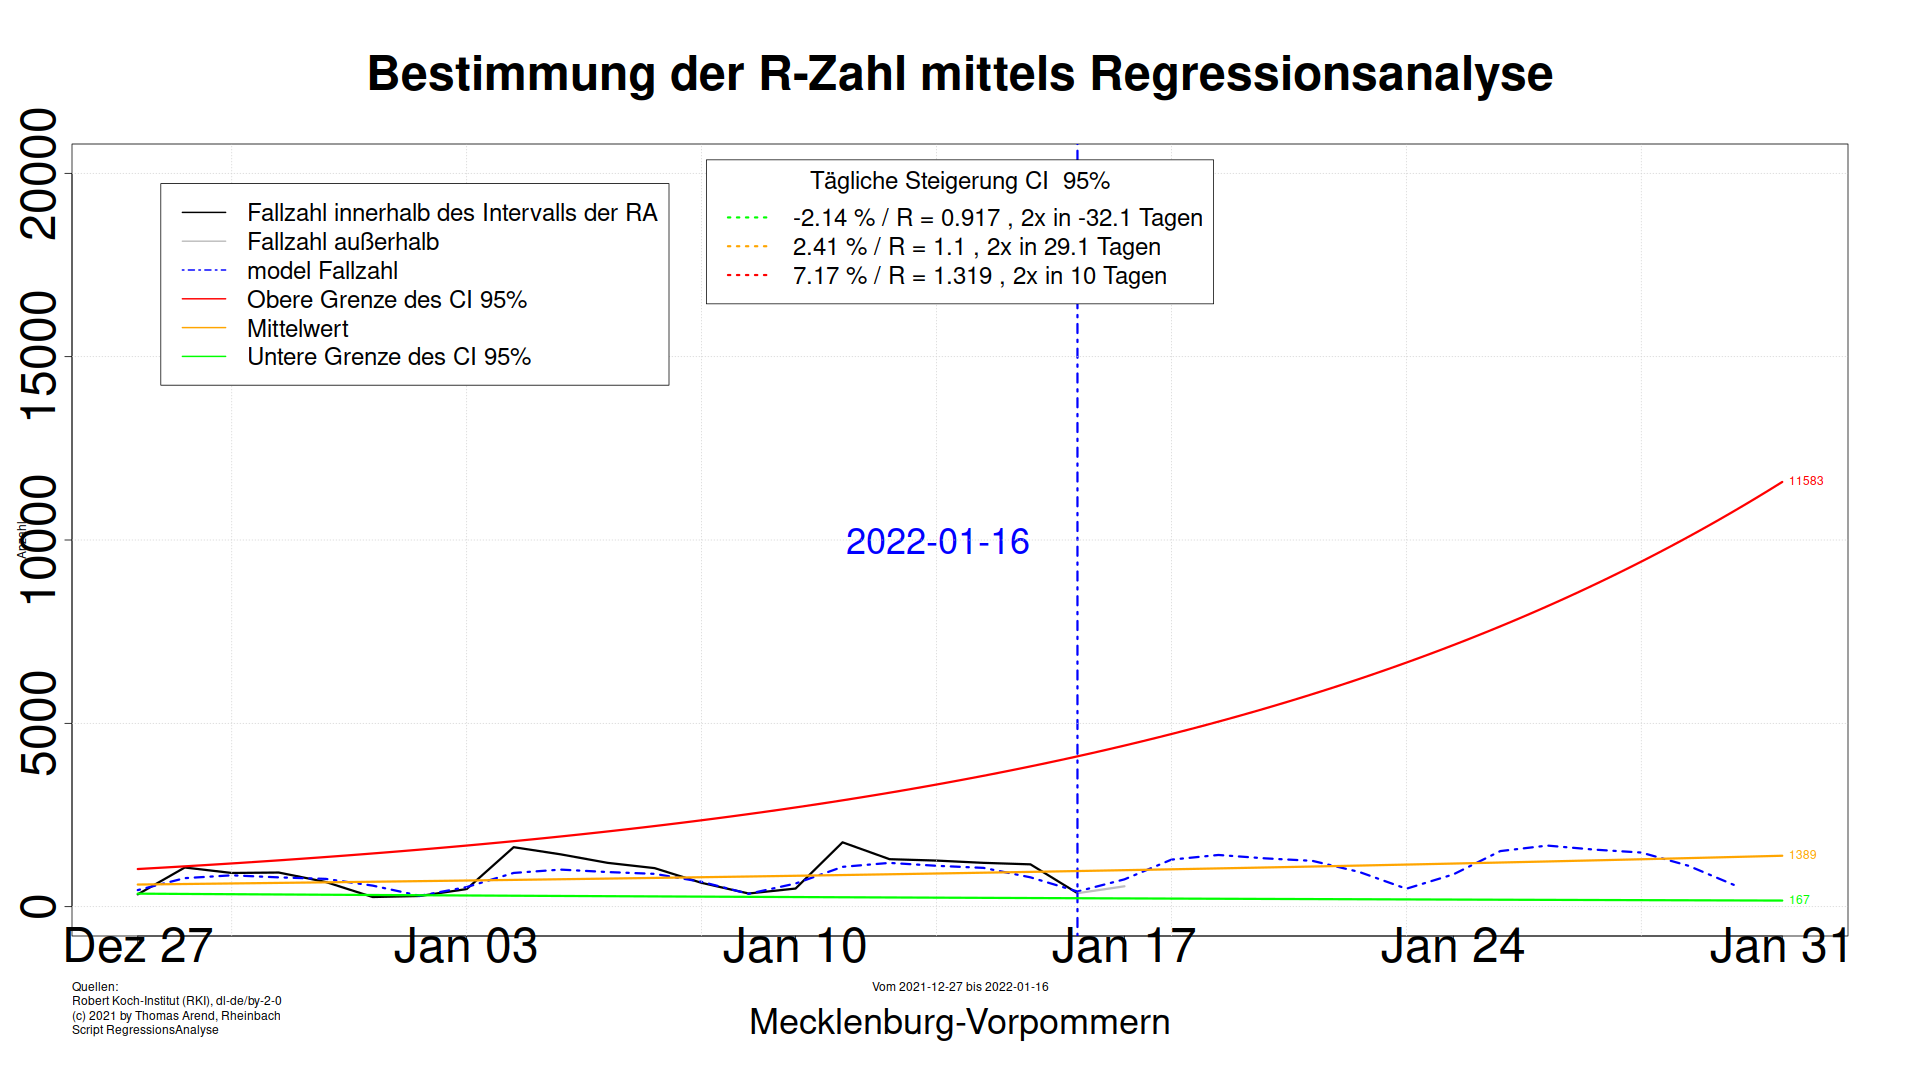 Bestimmung der R-Zahl mittels Regressionsanalyse
Anzahl
20000
15000
10000
5000
0
Fallzahl innerhalb des Intervalls der RA
Fallzahl außerhalb
model Fallzahl
Obere Grenze des CI 95%
Mittelwert
Untere Grenze des CI 95%
Tägliche Steigerung CI 95%
-2.14 % / R = 0.917 , 2x in -32.1 Tagen
2.41 % / R = 1.1 , 2x in 29.1 Tagen
7.17 % / R = 1.319 , 2x in 10 Tagen
2022-01-16
11583
1389
167
Dez 27 Jan 03 Jan 10 Jan 17 Jan 24 Jan 31
Quellen:
Robert Koch-Institut (RKI), dl-de/by-2-0
(c) 2021 by Thomas Arend, Rheinbach
Script RegressionsAnalyse
Vom 2021-12-27 bis 2022-01-16
Mecklenburg-Vorpommern